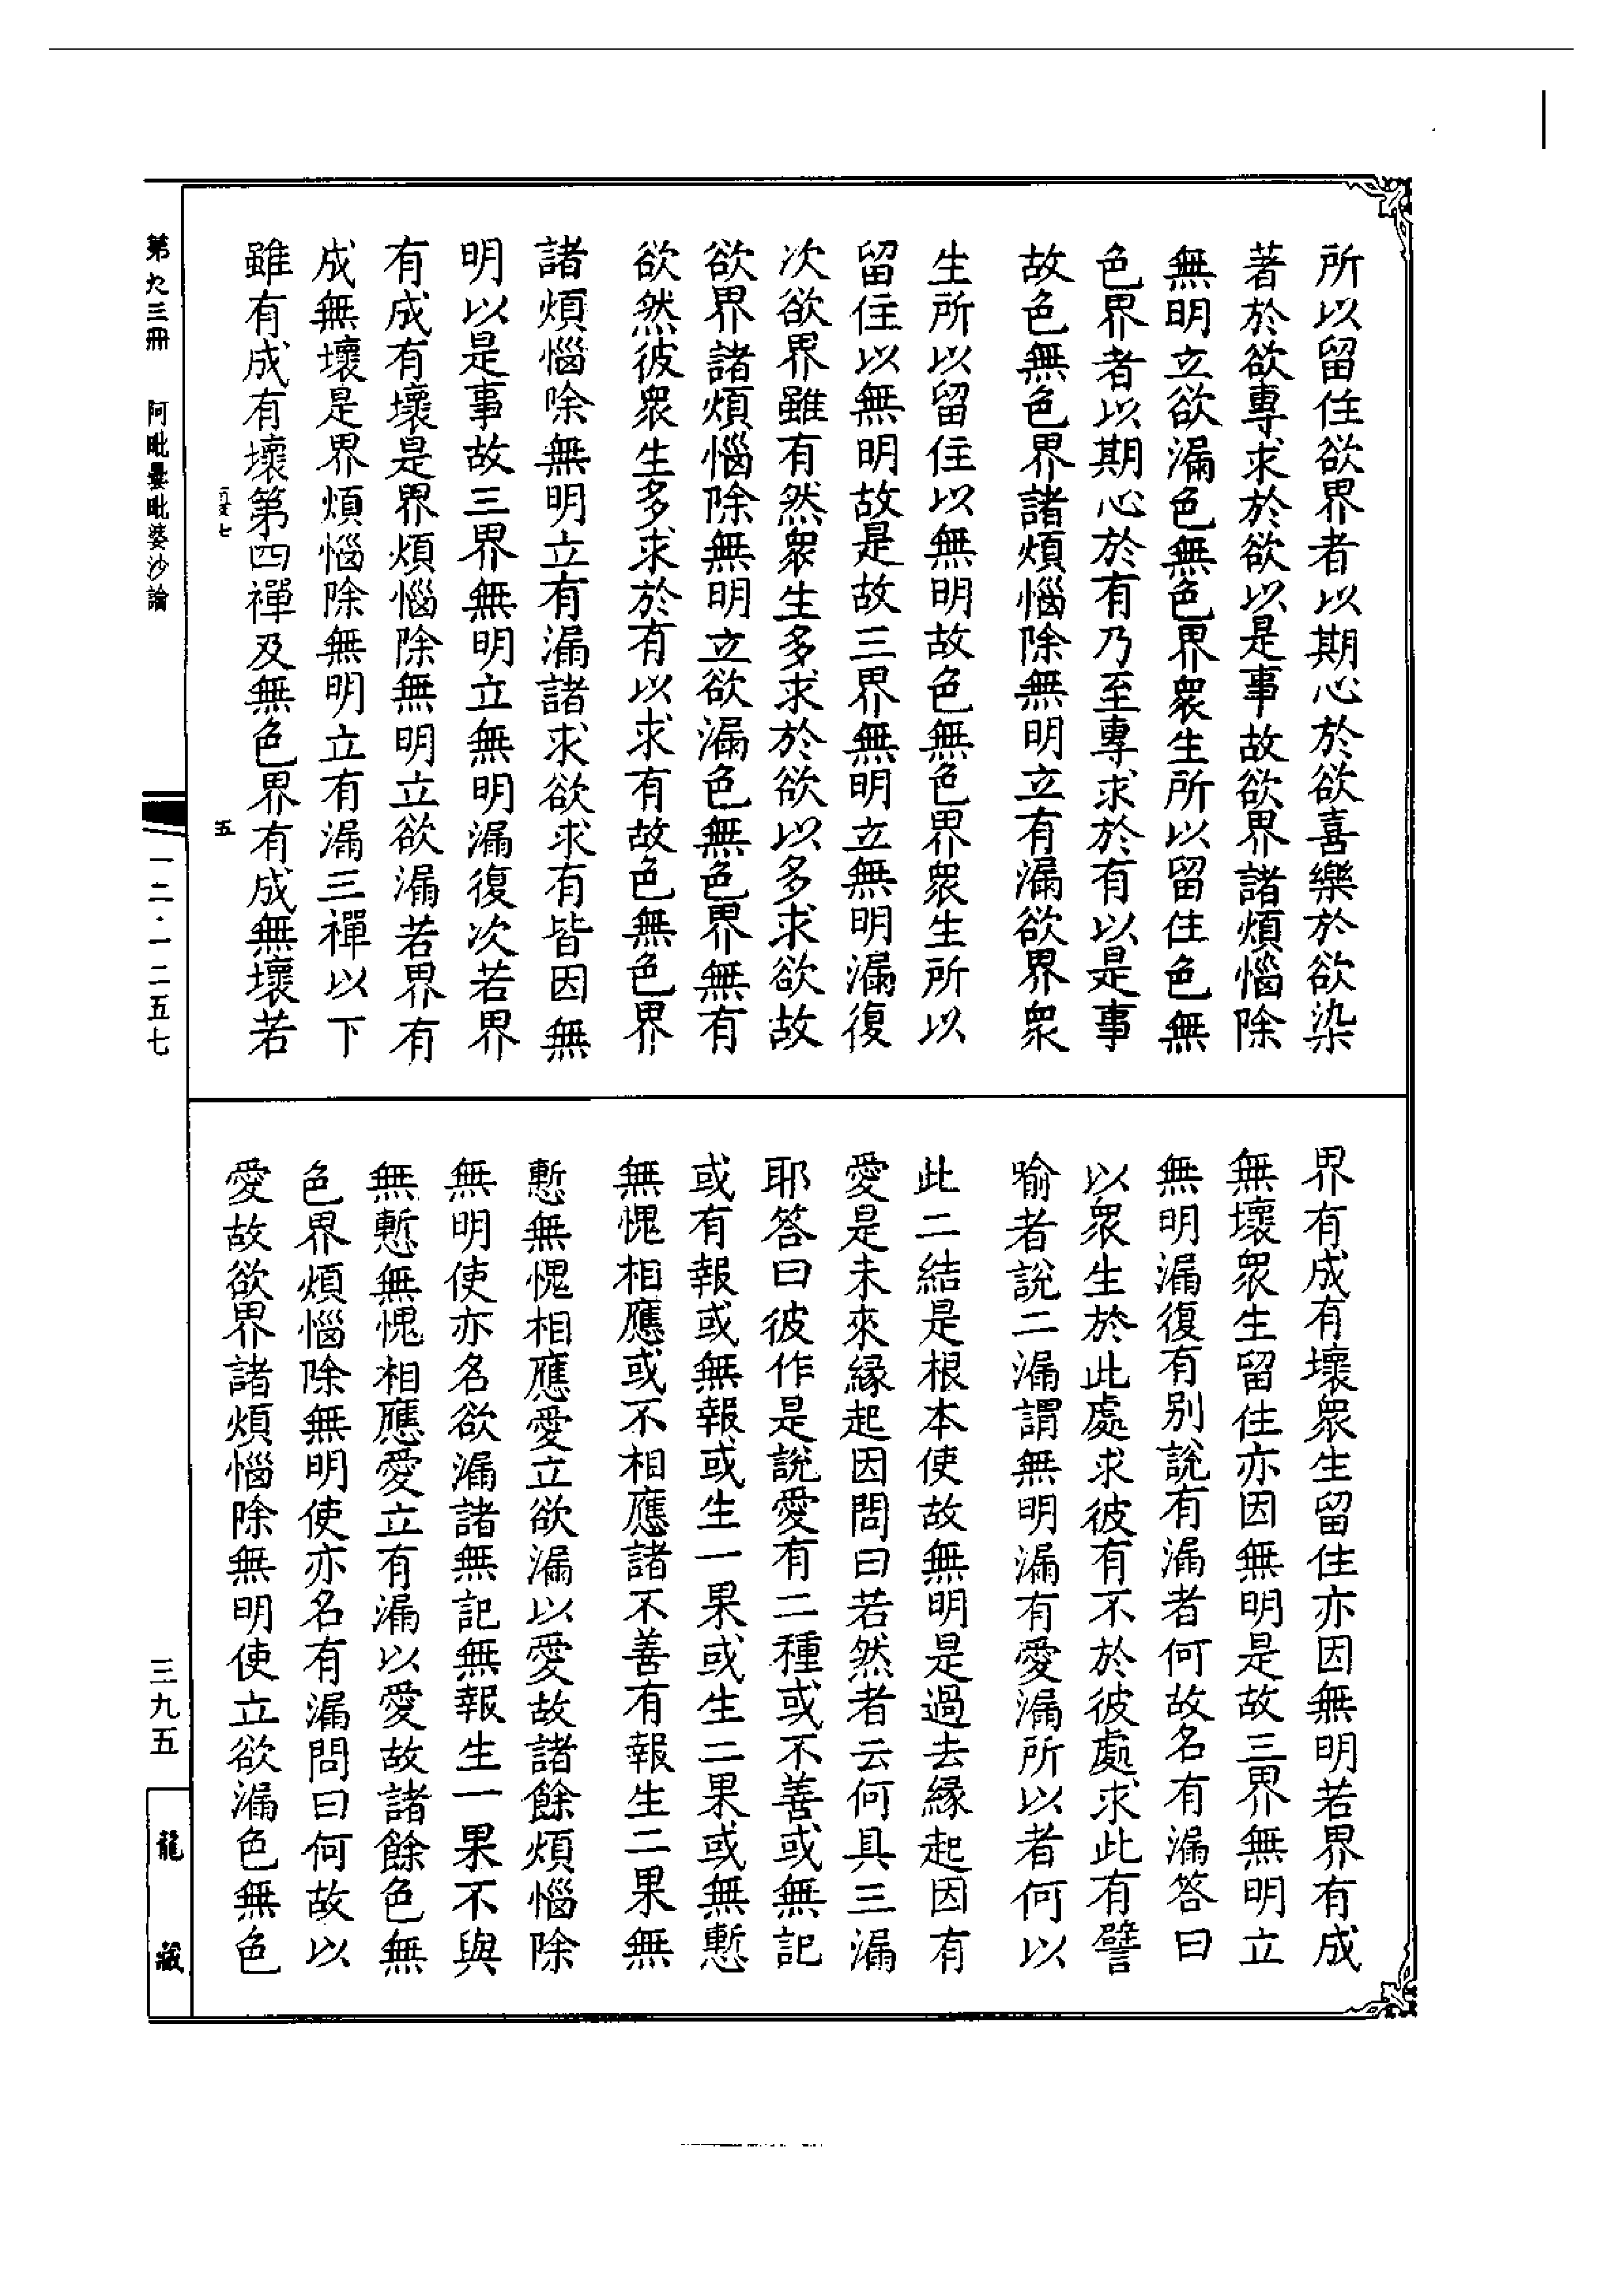 所以留住欲界者以期心於欲喜樂於欲染
著於欲專求於欲以是事故欲界諸煩惱除
無明立欲漏色無色界眾生所以留住色無
色界者以期心於有乃至專求於有以是事
故色無色界諸煩惱除無明立有漏欲界眾
生所以留住以無明故色無色界眾生所以
留住以無明故是故三界無明立無明漏復
次欲界雖有然眾生多求於欲以多求欲故
欲界諸煩惱除無明立欲漏色無色界無有
欲然彼眾生多求於有以求有故色無色界
諸煩惱除無明立有漏諸求欲求有皆因無
明以是事故三界無明立無明漏復次若界
有成有壞是界煩惱除無明立欲漏若界有
成無壞是界煩惱除無明立有漏三禪以下
雖有成有壞第四禪及無色界有成無壞若
界有成有壞眾生留住亦因無明若界有成
無壞眾生留住亦因無明是故三界無明立
無明漏復有別說有漏者何故名有漏答曰
以眾生於此處求彼有不於彼處求此有譬
喻者說二漏謂無明漏有愛漏所以者何以
此二結是根本使故無明是過去緣起因有
愛是未來緣起因問曰若然者云何具三漏
耶答曰彼作是說愛有二種或不善或無記
或有報或無報或生一果或生二果或無慙
無愧相應或不相應諸不善有報生二果無
慙無愧相應愛立欲漏以愛故諸餘煩惱除
無明使亦名欲漏諸無記無報生一果不與
無慙無愧相應愛立有漏以愛故諸餘色無
色界煩惱除無明使亦名有漏問曰何故以
愛故欲界諸煩惱除無明使立欲漏色無色
五
第九三冊 阿毗曇毗婆沙論
一二·一二五七
三九五
龍藏